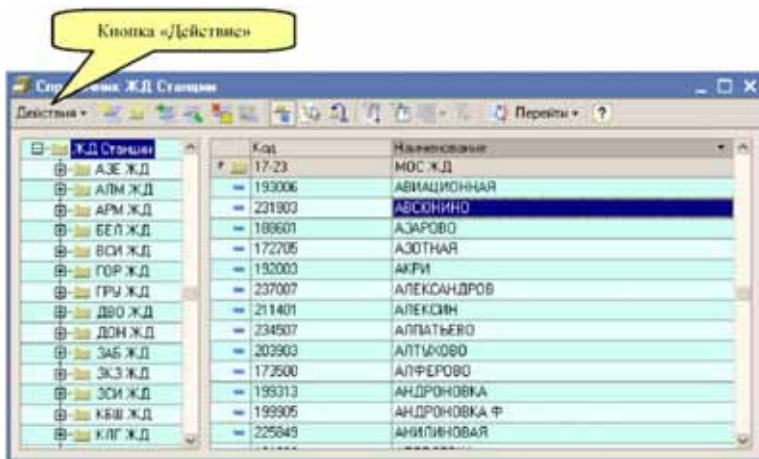 Кнопка «Действие»
Справочник ЖД Станции
Действия Перейти ?
ЖД Станции
АЗЕ ЖД
АЛМ ЖД
АРМ ЖД
БЕЛ ЖД
ВСИ ЖД
ГОР ЖД
ГРУ ЖД
ДВО ЖД
ДОН ЖД
ЗАБ ЖД
ЗКЗ ЖД
ЗСИ ЖД
КБШ ЖД
КЛГ ЖД
Код Наименование
17-23 МОС ЖД
193006 АВИАЦИОННАЯ
231903 АВСЮНИНО
188601 АЗАРОВО
172705 АЗОТНАЯ
192003 АКРИ
237007 АЛЕКСАНДРОВ
211401 АЛЕКСИН
234507 АЛПАТЬЕВО
203903 АЛТУХОВО
173500 АЛФЕРОВО
199313 АНДРОНОВКА
199905 АНДРОНОВКА Ф
225849 АНИЛИНОВАЯ